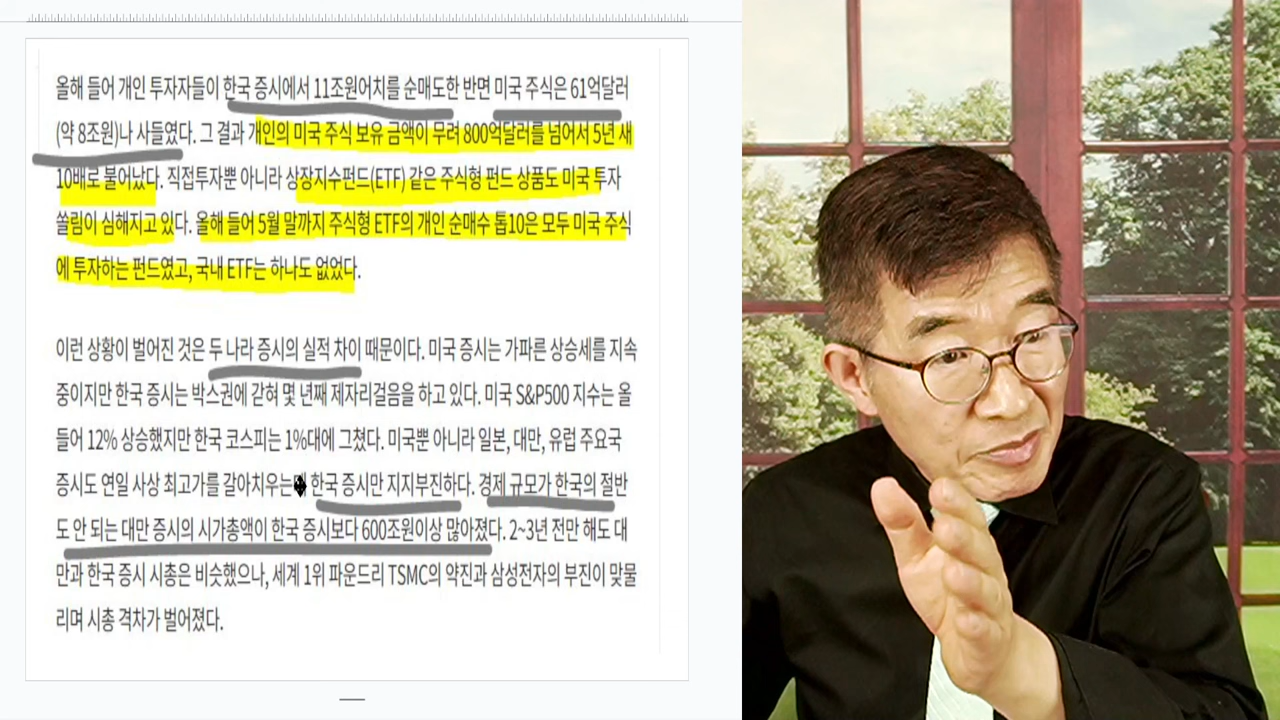 올해 들어 개인 투자자들이 한국 증시에서 11조원어치를 순매도한 반면 미국 주식은 61억달러
(약 8조원)나 사들였다. 그 결과 개인의 미국 주식 보유 금액이 무려 800억달러를 넘어서 5년 새
10배로 불어났다. 직접투자뿐 아니라 상장지수펀드(ETF) 같은 주식형 펀드 상품도 미국 투자
쏠림이 심해지고 있다. 올해 들어 5월 말까지 주식형 ETF의 개인 순매수 톱10은 모두 미국 주식
에 투자하는 펀드였고, 국내 ETF는 하나도 없었다.
이런 상황이 벌어진 것은 두 나라 증시의 실적 차이 때문이다. 미국 증시는 가파른 상승세를 지속
중이지만 한국 증시는 박스권에 갇혀 몇 년째 제자리걸음을 하고 있다. 미국 S&P500 지수는 올
들어 12% 상승했지만 한국 코스피는 1%대에 그쳤다. 미국뿐 아니라 일본, 대만, 유럽 주요국
증시도 연일 사상 최고가를 갈아치우는 한국 증시만 지지부진하다. 경제 규모가 한국의 절반
도 안 되는 대만 증시의 시가총액이 한국 증시보다 600조원이상 많아졌다. 2~3년 전만 해도 대
만과 한국 증시 시총은 비슷했으나, 세계 1위 파운드리 TSMC의 약진과 삼성전자의 부진이 맞물
리며 시총 격차가 벌어졌다.